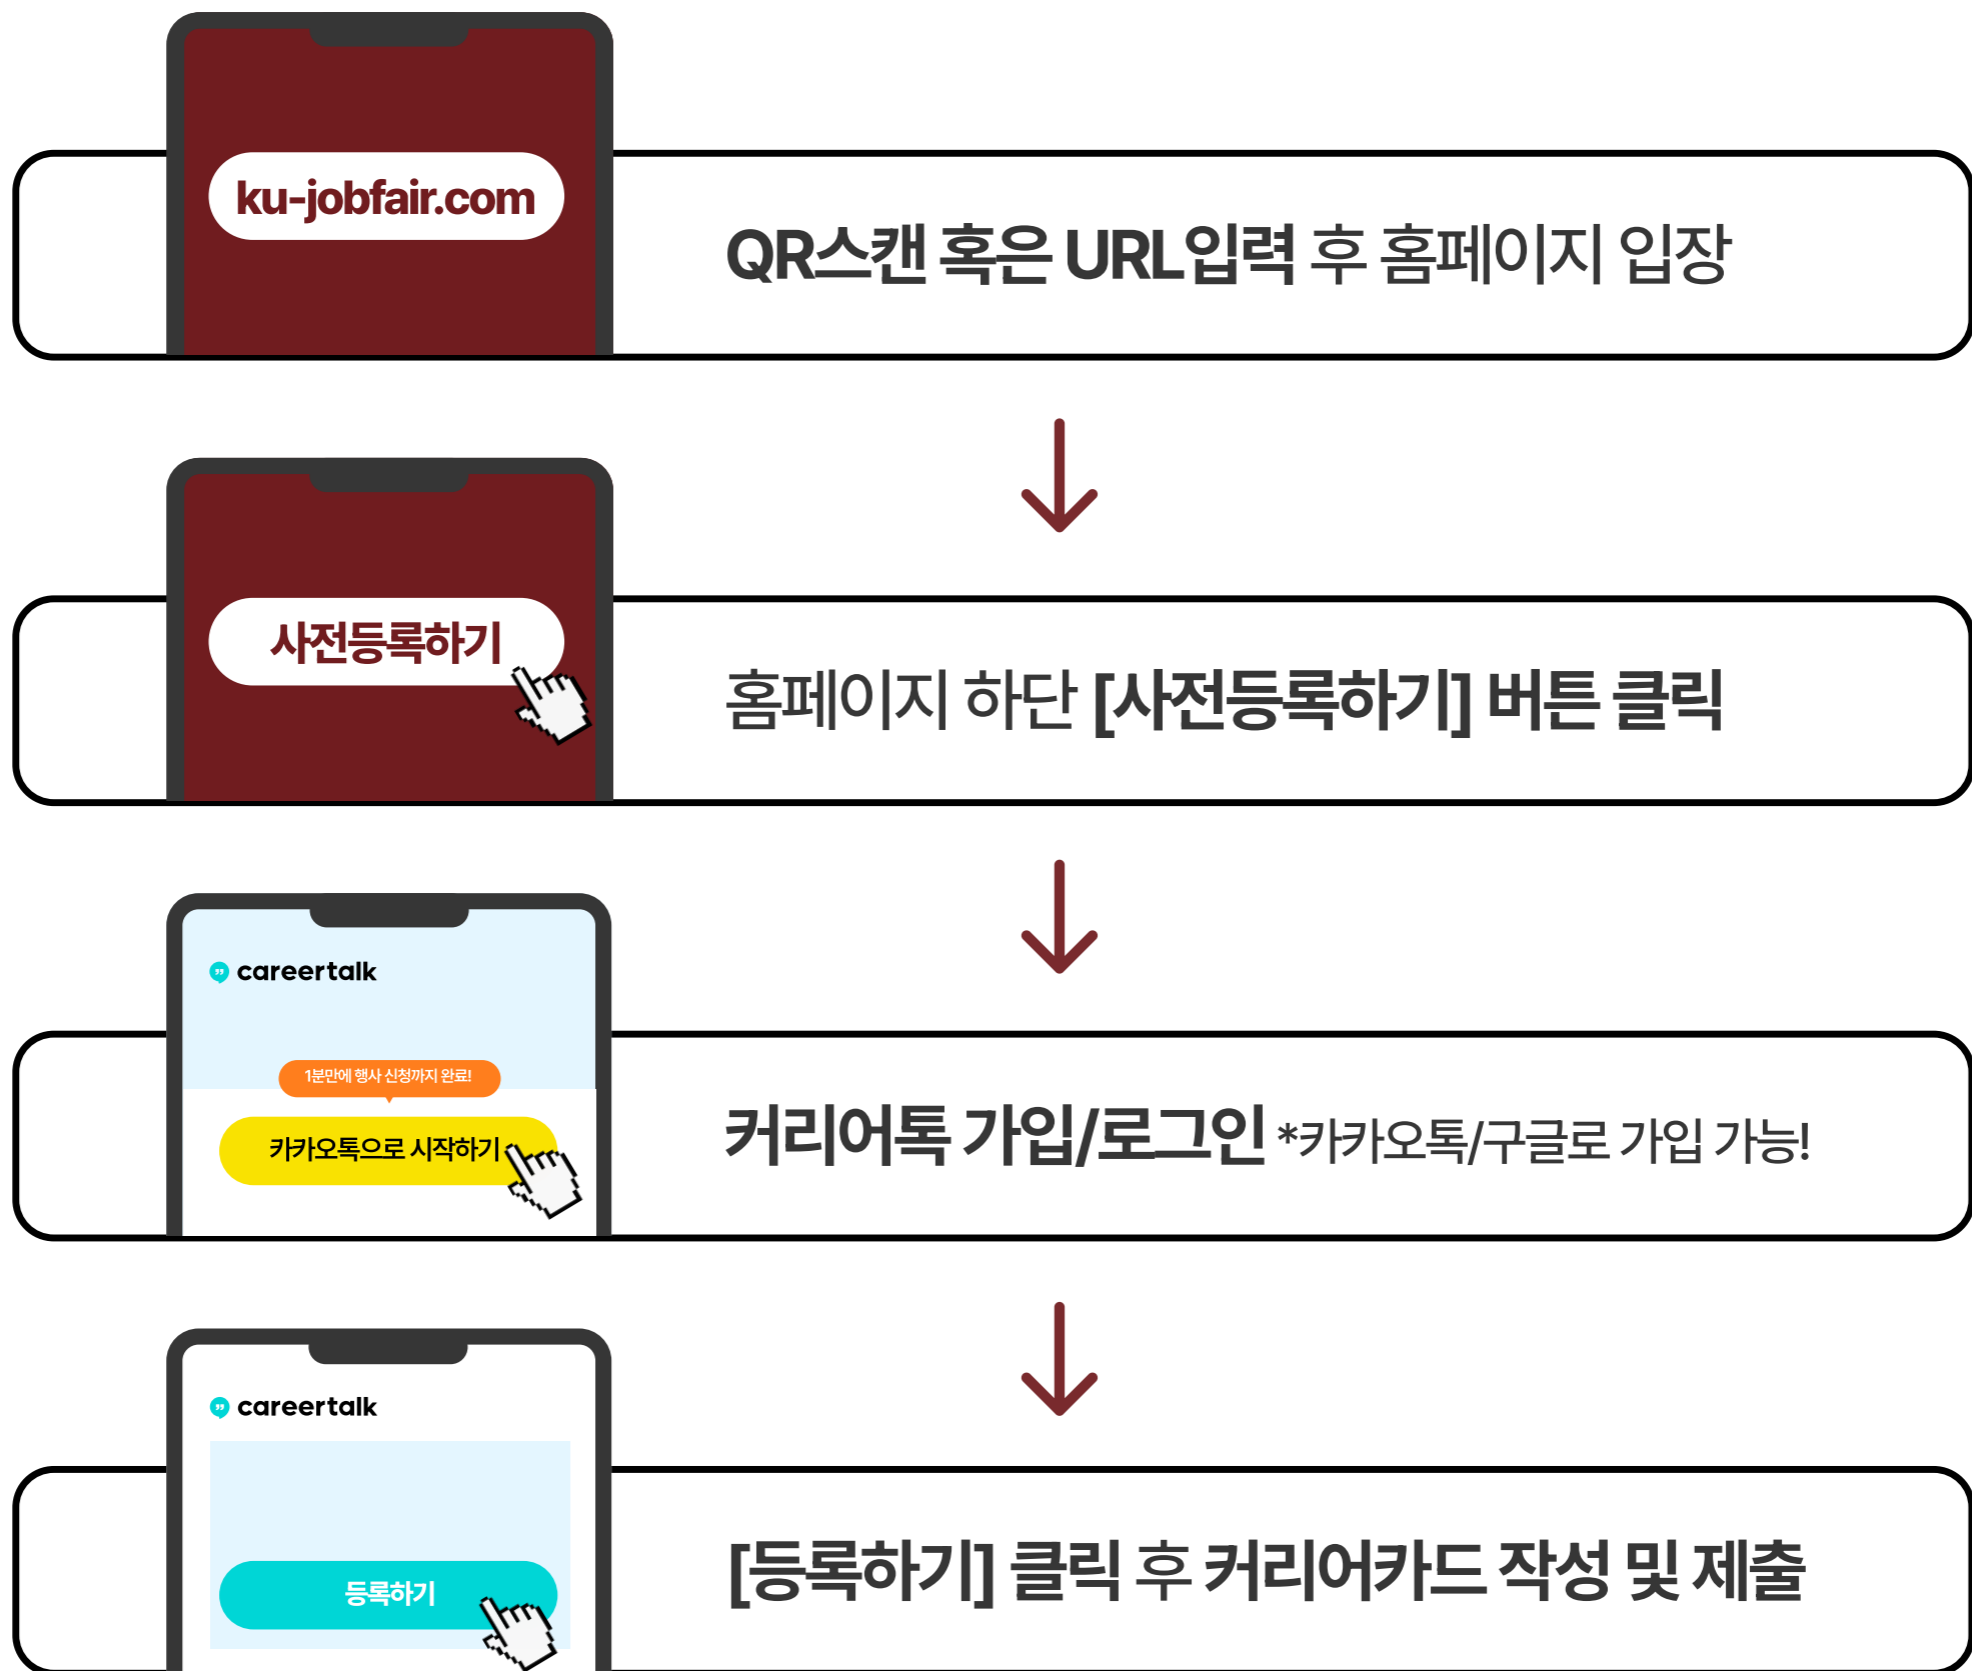 ku-jobfair.com
QR스캔 혹은 URL입력 후 홈페이지 입장
사전등록하기
홈페이지 하단 [사전등록하기] 버튼 클릭
careertalk
1분만에 행사 신청까지 완료!
카카오톡으로 시작하기
커리어톡 가입/로그인 *카카오톡/구글로 가입 가능!
careertalk
등록하기
[등록하기] 클릭 후 커리어카드 작성 및 제출